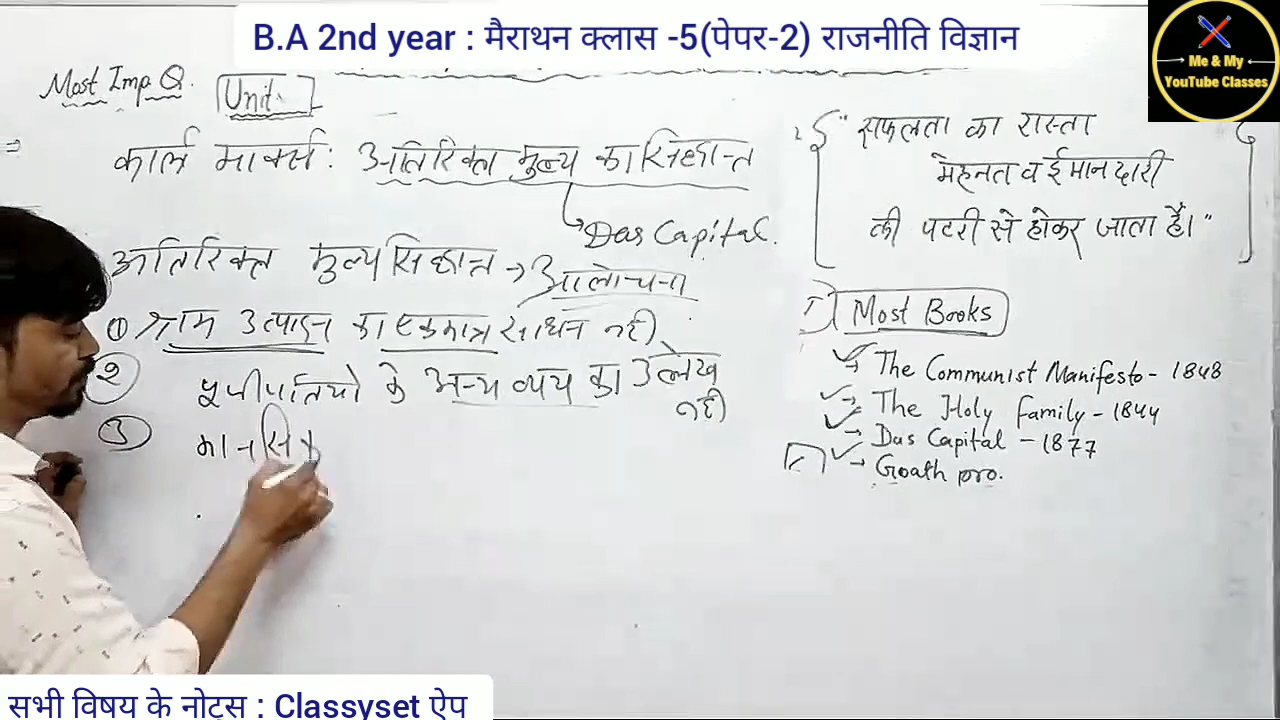 B.A 2nd year : मैराथन क्लास -5(पेपर-2) राजनीति विज्ञान
Me & My
YouTube Classes
Most Imp Q.
Unit
कार्ल मार्क्स: अतिरिक्त मुल्य का सिद्धान्त
Das Capital.
अतिरिक्त मुल्य सिद्धान्त → आलोचना
① श्रम उत्पादन का एकमात्र साधन नही
② पूजीपतियो के अन्य व्यय का उल्लेख
नही
③ मानसिक
"सफलता का रास्ता
मेहनत व ईमानदारी
की पटरी से होकर जाता है।"
Most Books
→ The Communist Manifesto - 1848
→ The Holy family - 1844
→ Das Capital - 1877
→ Goath pro.
सभी विषय के नोट्स : Classyset ऐप